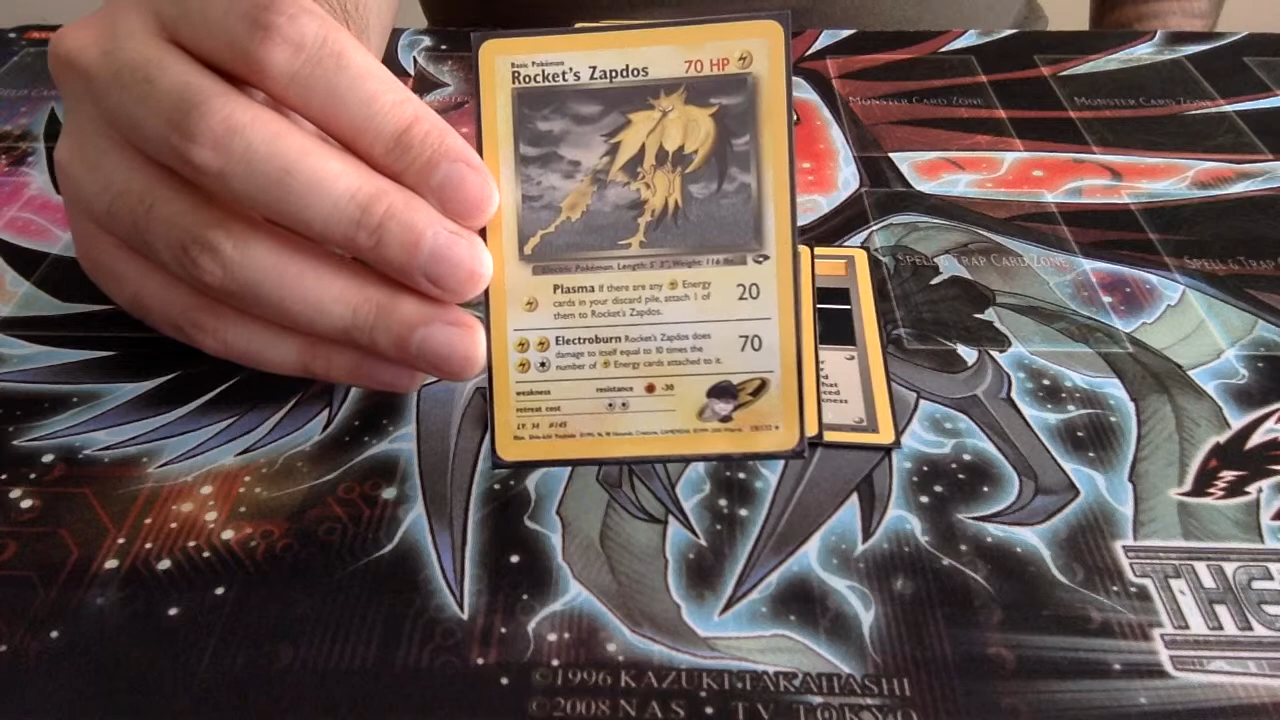 Basic Pokémon
Rocket's Zapdos 70 HP
Electric Pokémon. Length: 5' 3", Weight: 116 lbs.
Plasma If there are any Energy
cards in your discard pile, attach 1 of
them to Rocket's Zapdos.
20
Electroburn Rocket's Zapdos does
damage to itself equal to 10 times the
number of Energy cards attached to it.
70
weakness resistance -30
retreat cost
LV. 34 #145
MONSTER
MONSTER CARD ZONE
MONSTER CARD ZONE
SPELL & TRAP CARD ZONE
SPELL & T
THE
©1996 KAZUKI TAKAHASHI
©2008 NAS • TV TOKYO